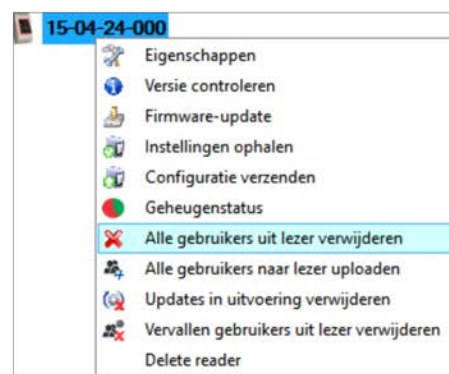 15-04-24-000
Eigenschappen
Versie controleren
Firmware-update
Instellingen ophalen
Configuratie verzenden
Geheugenstatus
Alle gebruikers uit lezer verwijderen
Alle gebruikers naar lezer uploaden
Updates in uitvoering verwijderen
Vervallen gebruikers uit lezer verwijderen
Delete reader